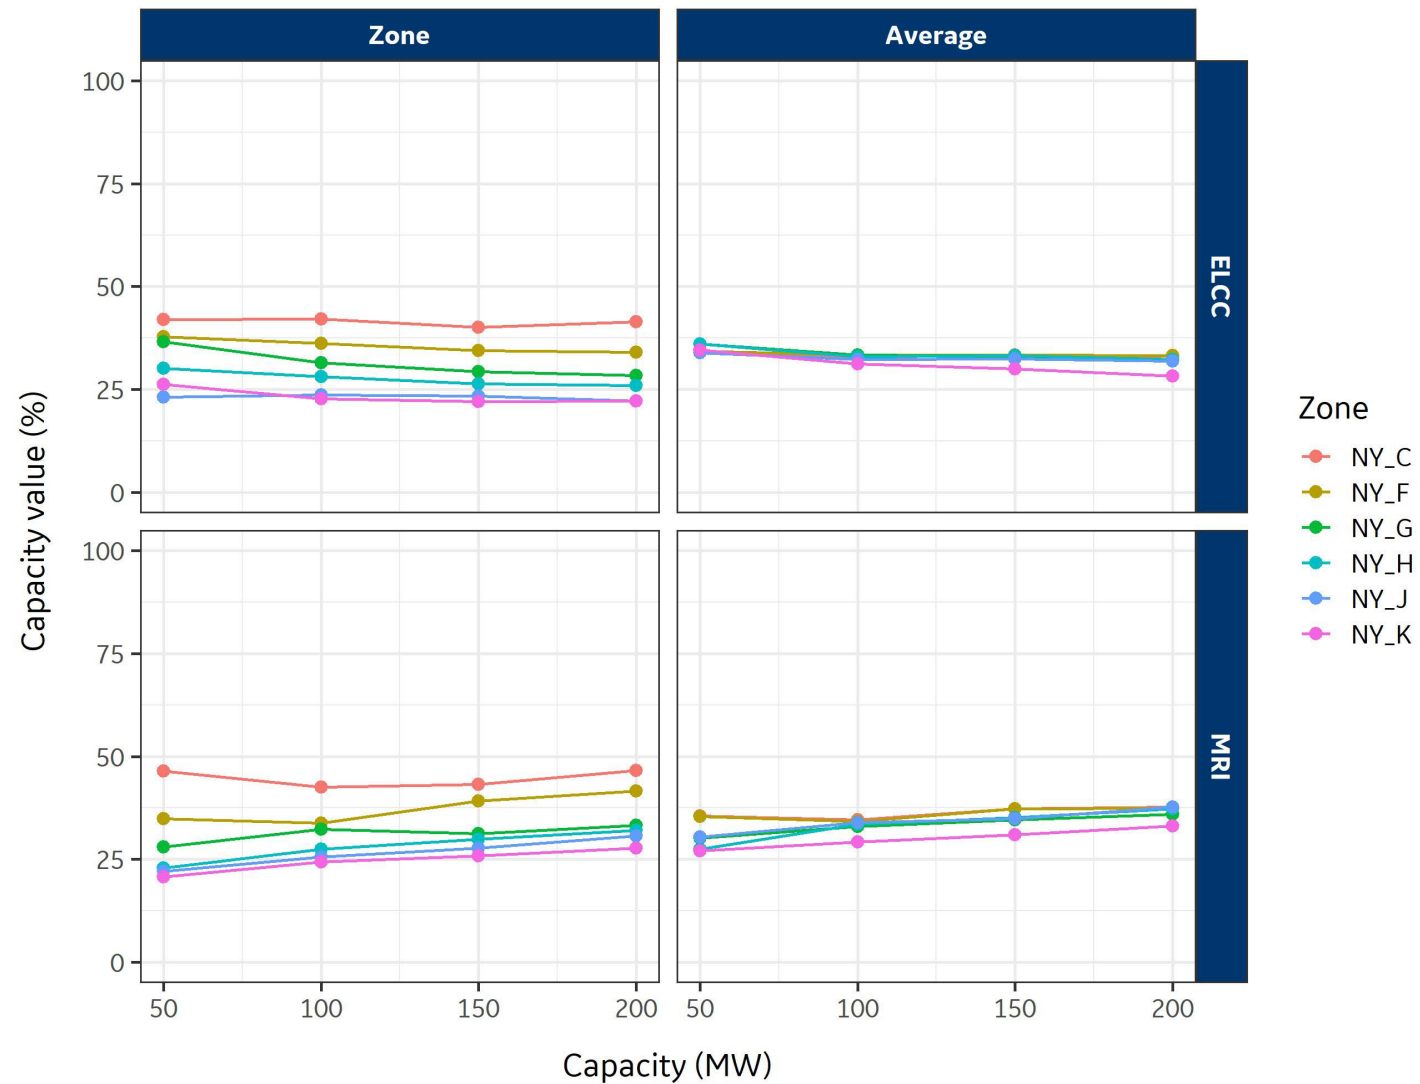 Zone
Average
100
75
50
25
0
ELCC
100
75
50
25
0
MRI
Capacity value (%)
50 100 150 200
50 100 150 200
Capacity (MW)
Zone
NY_C
NY_F
NY_G
NY_H
NY_J
NY_K